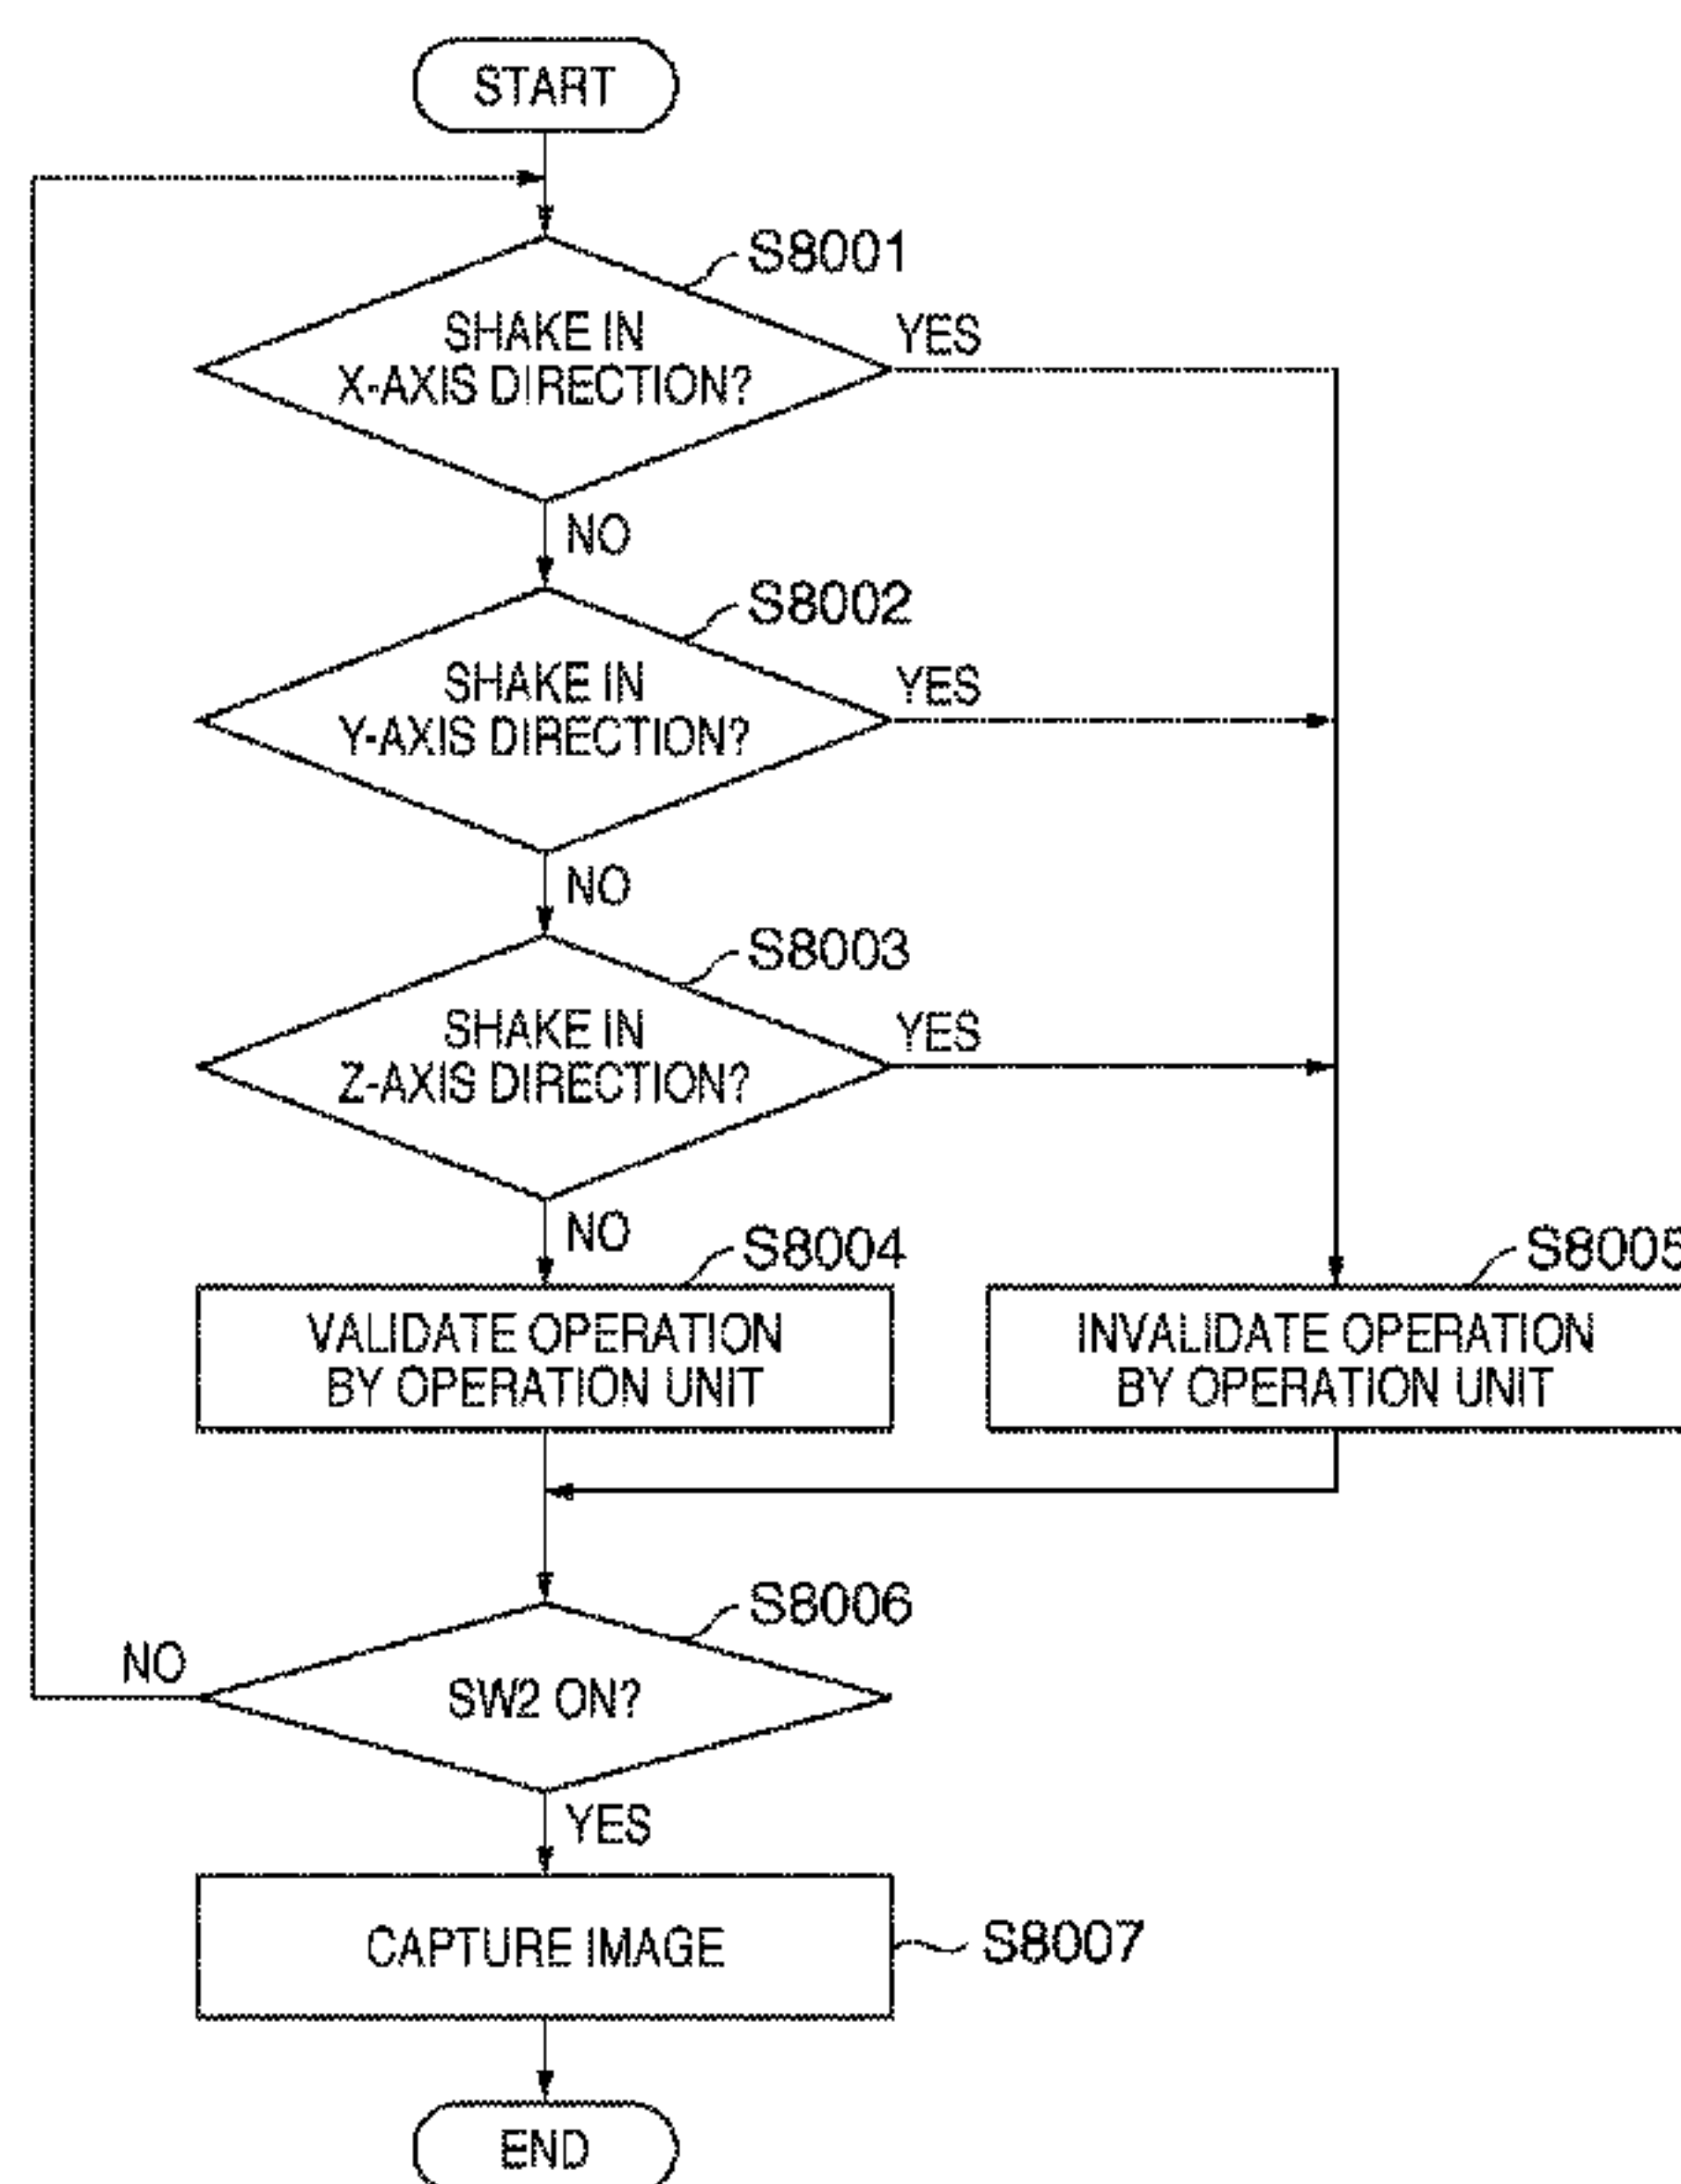 START
S8001
SHAKE IN
X-AXIS DIRECTION?
YES
NO
S8002
SHAKE IN
Y-AXIS DIRECTION?
YES
NO
S8003
SHAKE IN
Z-AXIS DIRECTION?
YES
NO
S8004
VALIDATE OPERATION
BY OPERATION UNIT
S8005
INVALIDATE OPERATION
BY OPERATION UNIT
S8006
NO
SW2 ON?
YES
CAPTURE IMAGE
S8007
END